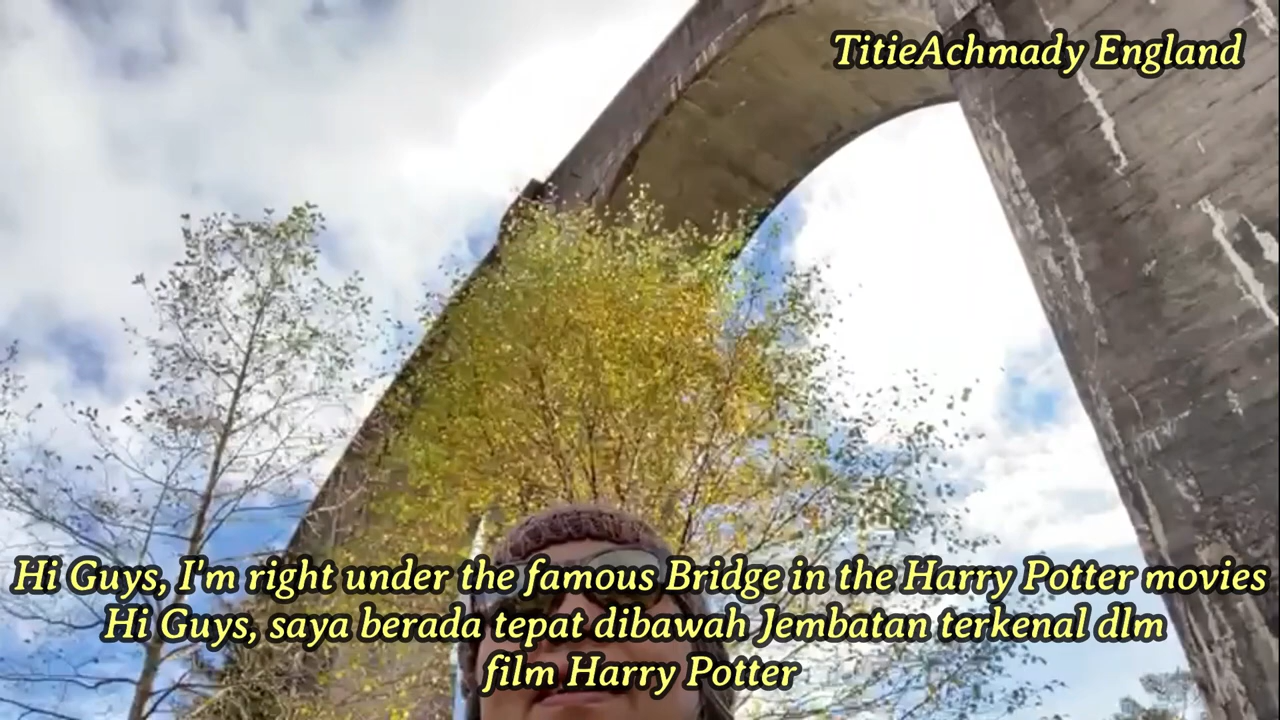 TitieAchmady England
Hi Guys, I'm right under the famous Bridge in the Harry Potter movies
Hi Guys, saya berada tepat dibawah Jembatan terkenal dlm
film Harry Potter